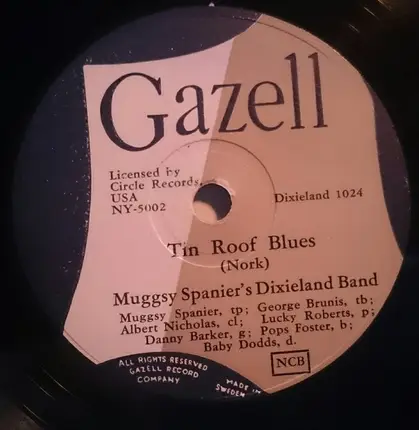 Gazell
Licensed by
Circle Records,
USA
NY-5002
Dixieland 1024
Tin Roof Blues
(Nork)
Muggsy Spanier's Dixieland Band
Muggsy Spanier, tp; George Brunis, tb;
Albert Nicholas, cl; Lucky Roberts, p;
Danny Barker, g; Pops Foster, b;
Baby Dodds, d.
NCB
ALL RIGHTS RESERVED
GAZELL RECORD
COMPANY
MADE IN
SWEDEN